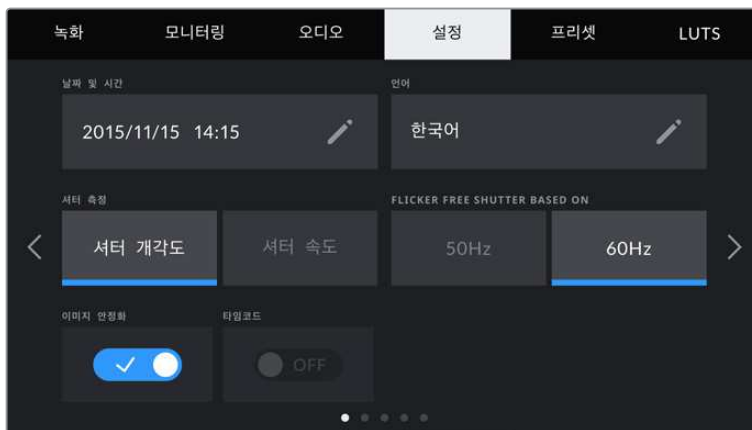 녹화 모니터링 오디오 설정 프리셋 LUTS
날짜 및 시간 언어
2015/11/15 14:15 한국어
셔터 측정 FLICKER FREE SHUTTER BASED ON
셔터 개각도 셔터 속도 50Hz 60Hz
이미지 안정화 타임코드
OFF